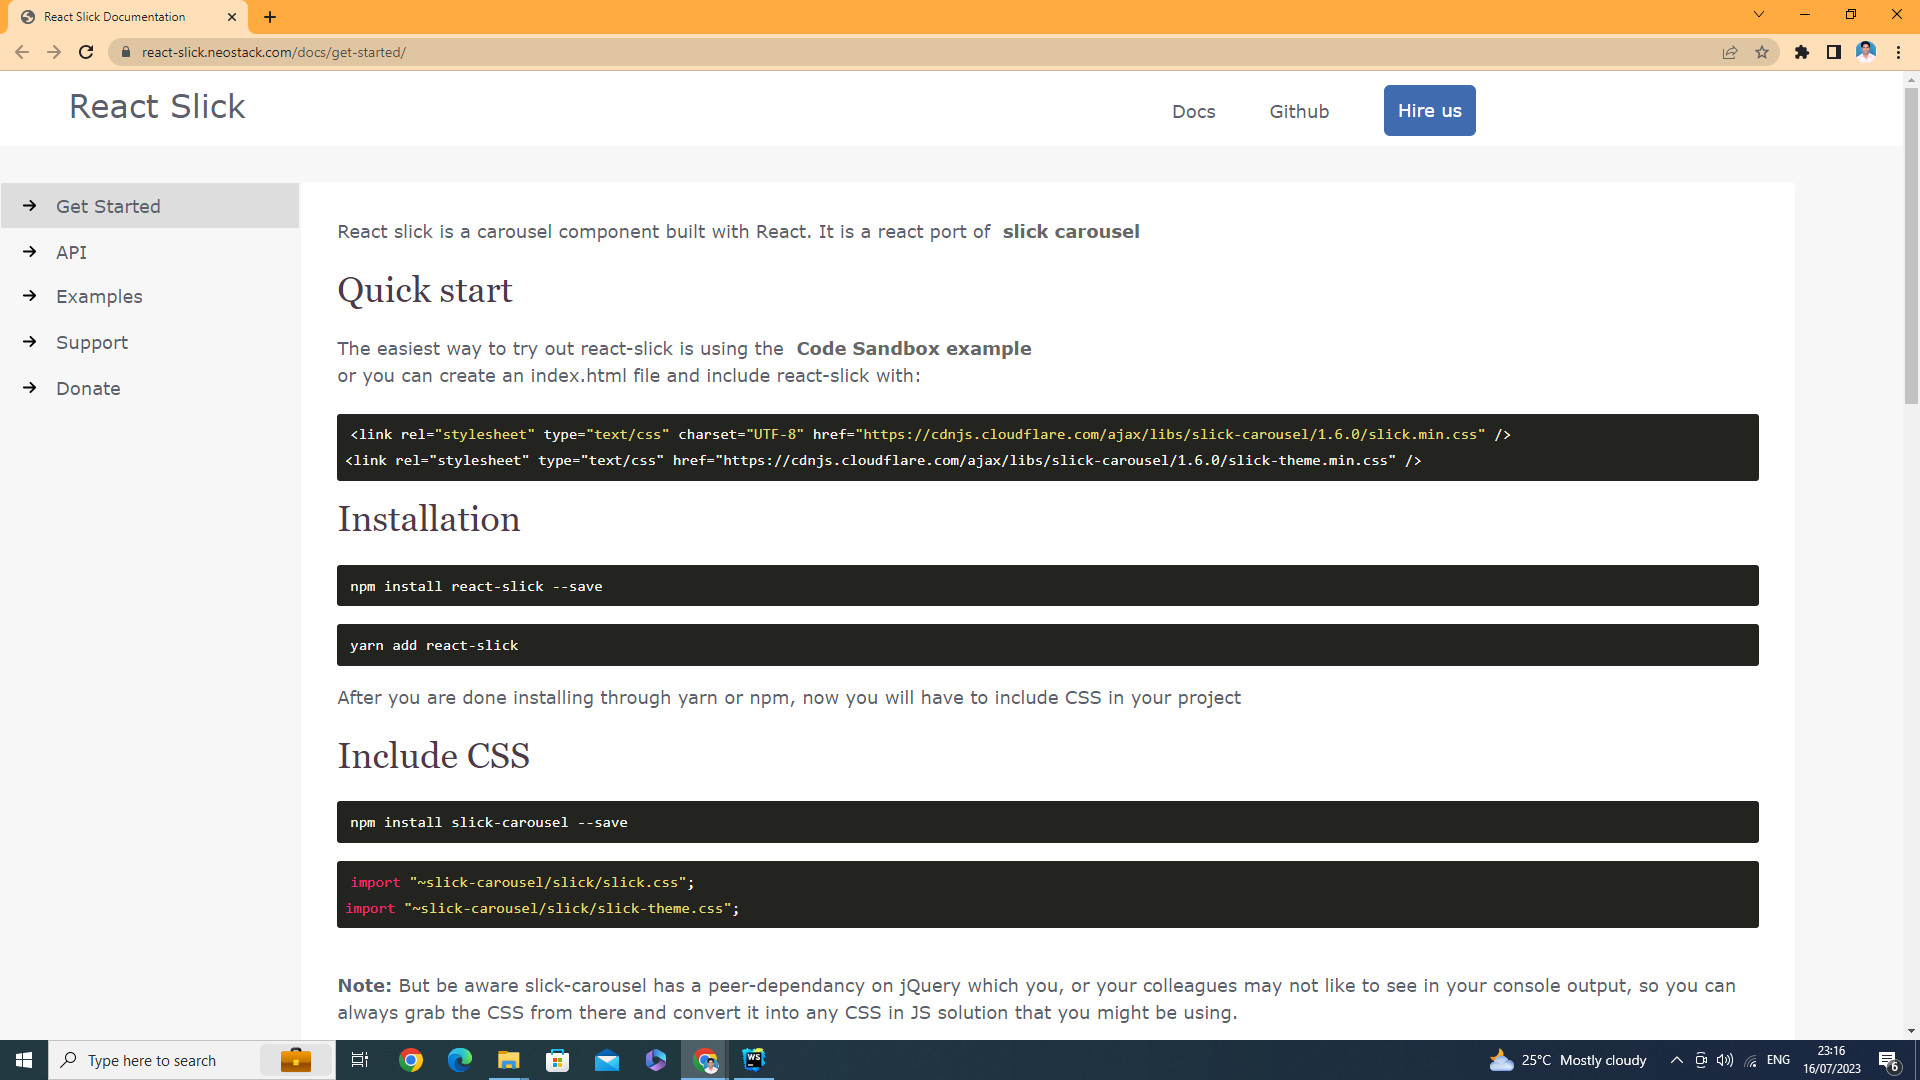 React Slick Documentation
react-slick.neostack.com/docs/get-started/
React Slick
Docs
Github
Hire us
Get Started
API
Examples
Support
Donate
React slick is a carousel component built with React. It is a react port of slick carousel
Quick start
The easiest way to try out react-slick is using the Code Sandbox example
or you can create an index.html file and include react-slick with:
<link rel="stylesheet" type="text/css" charset="UTF-8" href="https://cdnjs.cloudflare.com/ajax/libs/slick-carousel/1.6.0/slick.min.css" />
<link rel="stylesheet" type="text/css" href="https://cdnjs.cloudflare.com/ajax/libs/slick-carousel/1.6.0/slick-theme.min.css" />
Installation
npm install react-slick --save
yarn add react-slick
After you are done installing through yarn or npm, now you will have to include CSS in your project
Include CSS
npm install slick-carousel --save
import "~slick-carousel/slick/slick.css";
import "~slick-carousel/slick/slick-theme.css";
Note: But be aware slick-carousel has a peer-dependancy on jQuery which you, or your colleagues may not like to see in your console output, so you can
always grab the CSS from there and convert it into any CSS in JS solution that you might be using.
Type here to search
WS
25°C Mostly cloudy
ENG
23:16
16/07/2023
6